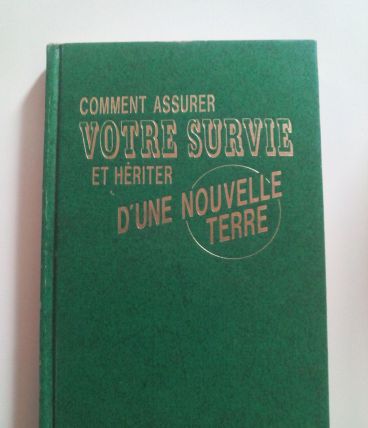 COMMENT ASSURER
VOTRE SURVIE
ET HÉRITER
D'UNE NOUVELLE
TERRE